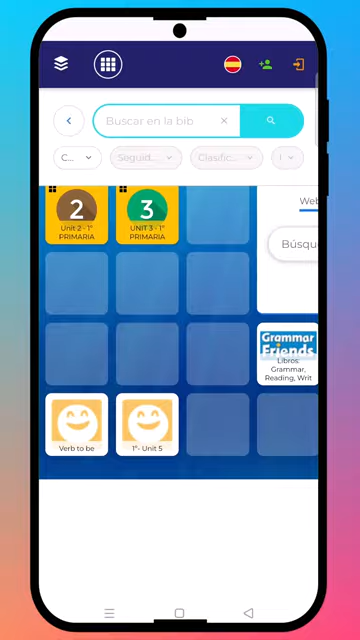 Buscar en la bib
C...
Seguid...
Clasific...
I
Web
2
Unit 2 - 1º
PRIMARIA
3
UNIT 3 - 1º
PRIMARIA
Búsqu
Grammar
Friends
Libros:
Grammar,
Reading, Writ
Verb to be
1º- Unit 5